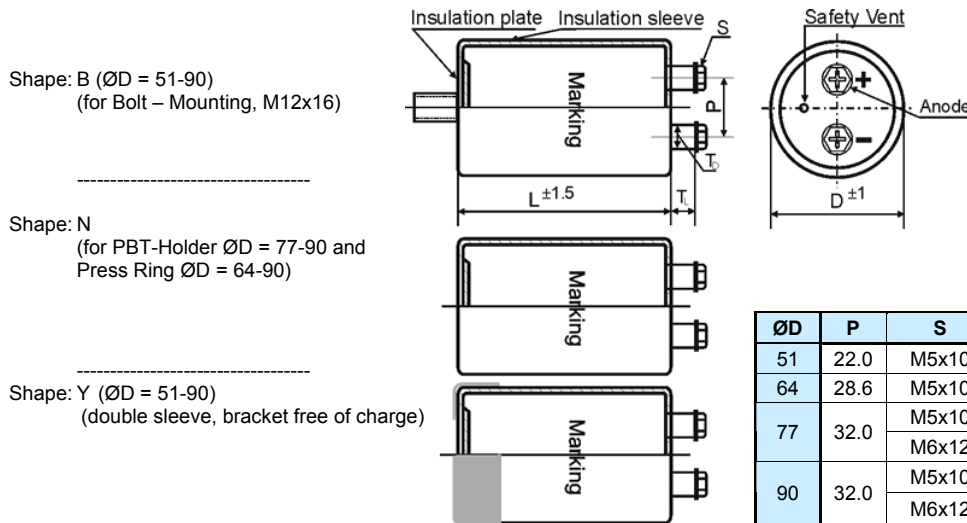 Insulation plate Insulation sleeve
S
Safety Vent
Shape: B (ØD = 51-90)
(for Bolt – Mounting, M12x16)
Marking
P
+
Anode
-
T_D
L ±1.5
T_L
D ±1
-----------------------------------
Shape: N
(for PBT-Holder ØD = 77-90 and
Press Ring ØD = 64-90)
Marking
-----------------------------------
Shape: Y (ØD = 51-90)
(double sleeve, bracket free of charge)
Marking
ØD P S
51 22.0 M5x10
64 28.6 M5x10
77 32.0 M5x10
M6x12
90 32.0 M5x10
M6x12